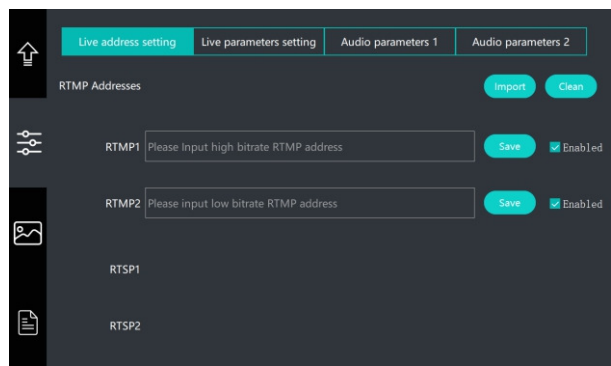 Live address setting Live parameters setting Audio parameters 1 Audio parameters 2
RTMP Addresses Import Clean
RTMP1 Please Input high bitrate RTMP address Save Enabled
RTMP2 Please input low bitrate RTMP address Save Enabled
RTSP1
RTSP2